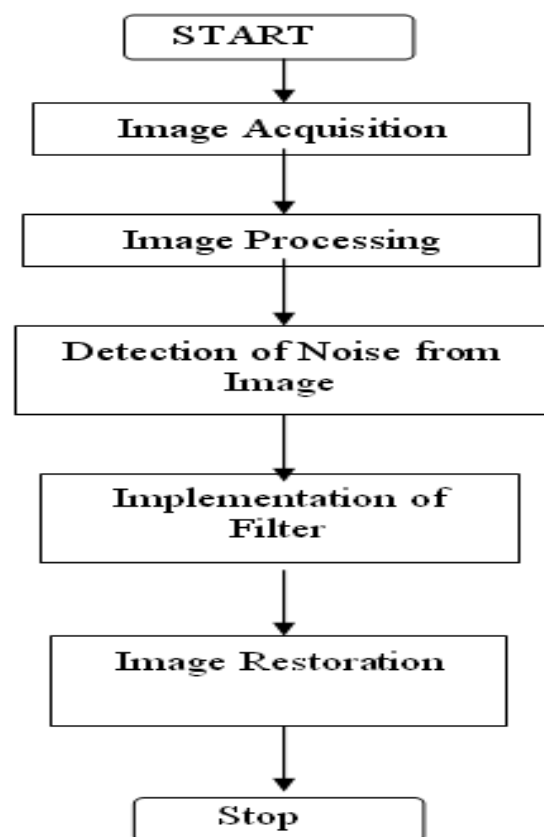 START
Image Acquisition
Image Processing
Detection of Noise from
Image
Implementation of
Filter
Image Restoration
Stop